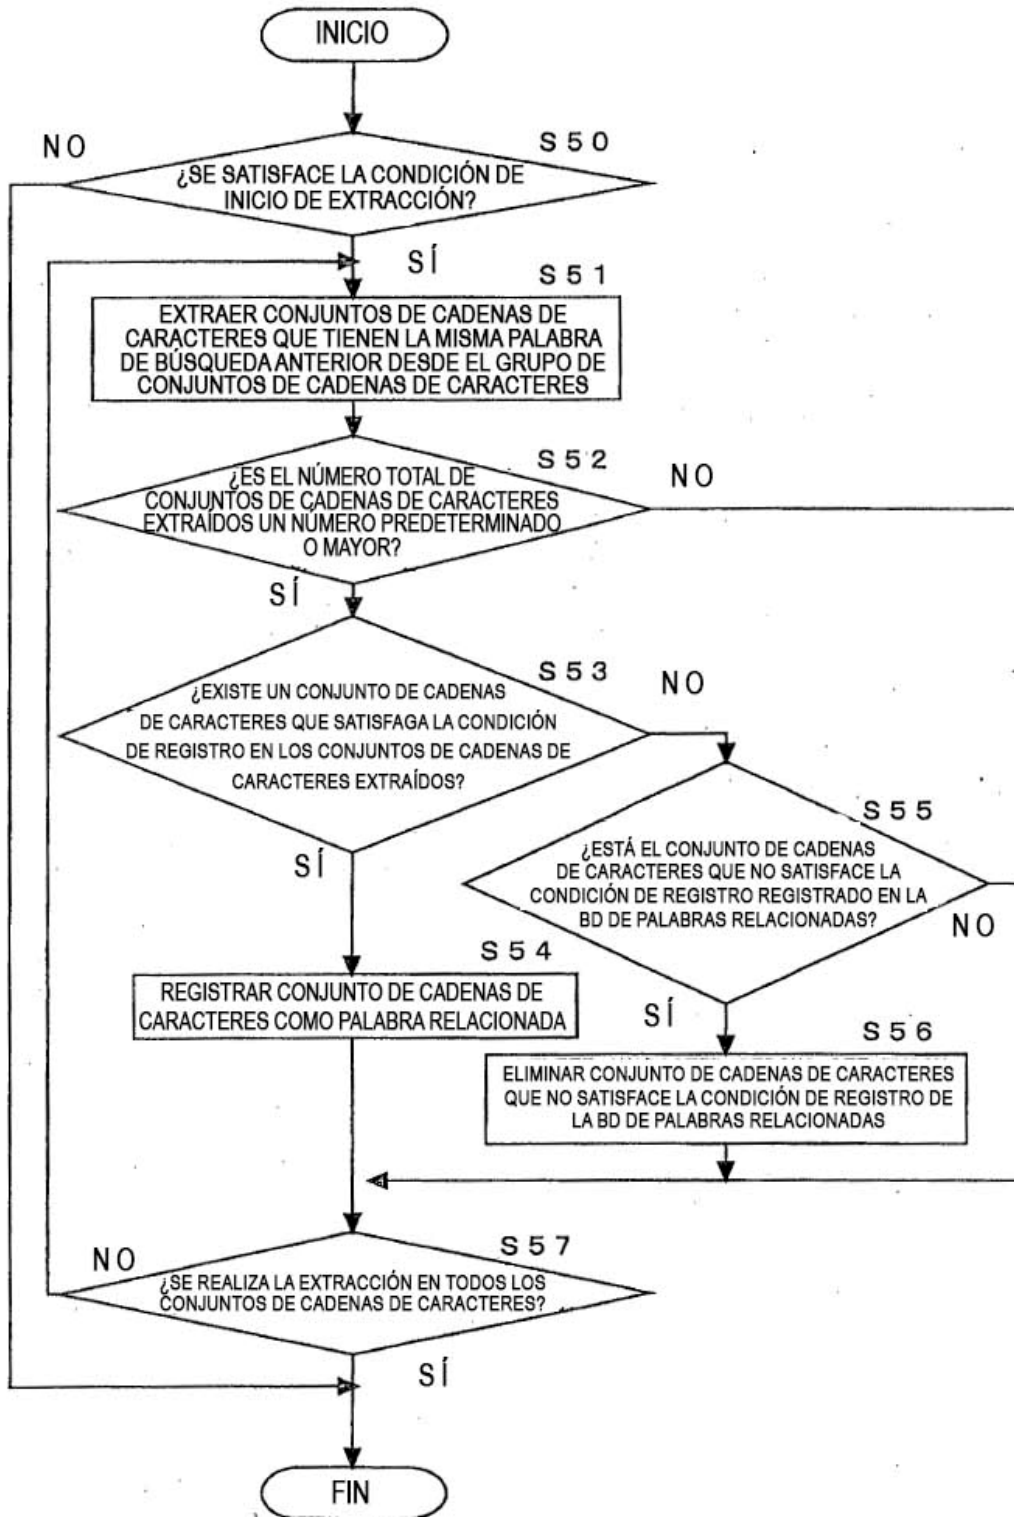 INICIO
NO
S50
¿SE SATISFACE LA CONDICIÓN DE
INICIO DE EXTRACCIÓN?
SÍ
S51
EXTRAER CONJUNTOS DE CADENAS DE
CARACTERES QUE TIENEN LA MISMA PALABRA
DE BÚSQUEDA ANTERIOR DESDE EL GRUPO DE
CONJUNTOS DE CADENAS DE CARACTERES
S52
NO
¿ES EL NÚMERO TOTAL DE
CONJUNTOS DE CADENAS DE CARACTERES
EXTRAÍDOS UN NÚMERO PREDETERMINADO
O MAYOR?
SÍ
S53
NO
¿EXISTE UN CONJUNTO DE CADENAS
DE CARACTERES QUE SATISFAGA LA CONDICIÓN
DE REGISTRO EN LOS CONJUNTOS DE CADENAS DE
CARACTERES EXTRAÍDOS?
SÍ
S55
¿ESTÁ EL CONJUNTO DE CADENAS
DE CARACTERES QUE NO SATISFACE LA
CONDICIÓN DE REGISTRO REGISTRADO EN LA
BD DE PALABRAS RELACIONADAS?
NO
S54
REGISTRAR CONJUNTO DE CADENAS DE
CARACTERES COMO PALABRA RELACIONADA
SÍ
S56
ELIMINAR CONJUNTO DE CADENAS DE CARACTERES
QUE NO SATISFACE LA CONDICIÓN DE REGISTRO DE
LA BD DE PALABRAS RELACIONADAS
NO
S57
¿SE REALIZA LA EXTRACCIÓN EN TODOS LOS
CONJUNTOS DE CADENAS DE CARACTERES?
SÍ
FIN